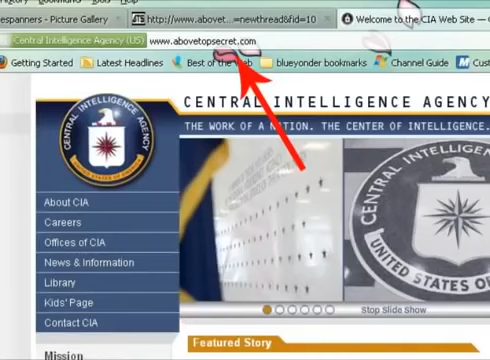 espanners - Picture Gallery http://www.abovet...=newthread&fid=10 Welcome to the CIA Web Site —
Central Intelligence Agency (US) www.abovetopsecret.com
Getting Started Latest Headlines Best of the Web blueyonder bookmarks Channel Guide Cust
CENTRAL INTELLIGENCE AGENCY
THE WORK OF A NATION. THE CENTER OF INTELLIGENCE.
CENTRAL INTELLIGENCE AGENCY
UNITED STATES OF AMERICA
CENTRAL INTELLIGEN
UNITED STATES OF
About CIA
Careers
Offices of CIA
News & Information
Library
Kids' Page
Contact CIA
Stop Slide Show
Mission
Featured Story